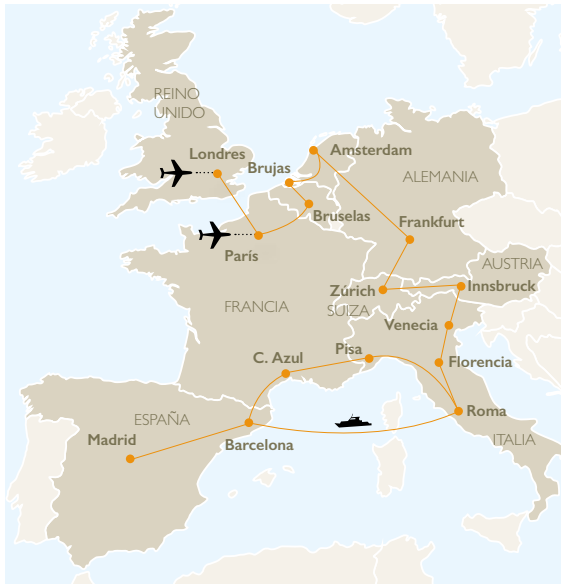 REINO
UNIDO
Londres
Amsterdam
Brujas
ALEMANIA
Bruselas
Frankfurt
París
AUSTRIA
Zúrich
Innsbruck
FRANCIA
SUIZA
Venecia
Pisa
C. Azul
Florencia
ESPAÑA
Roma
Madrid
Barcelona
ITALIA